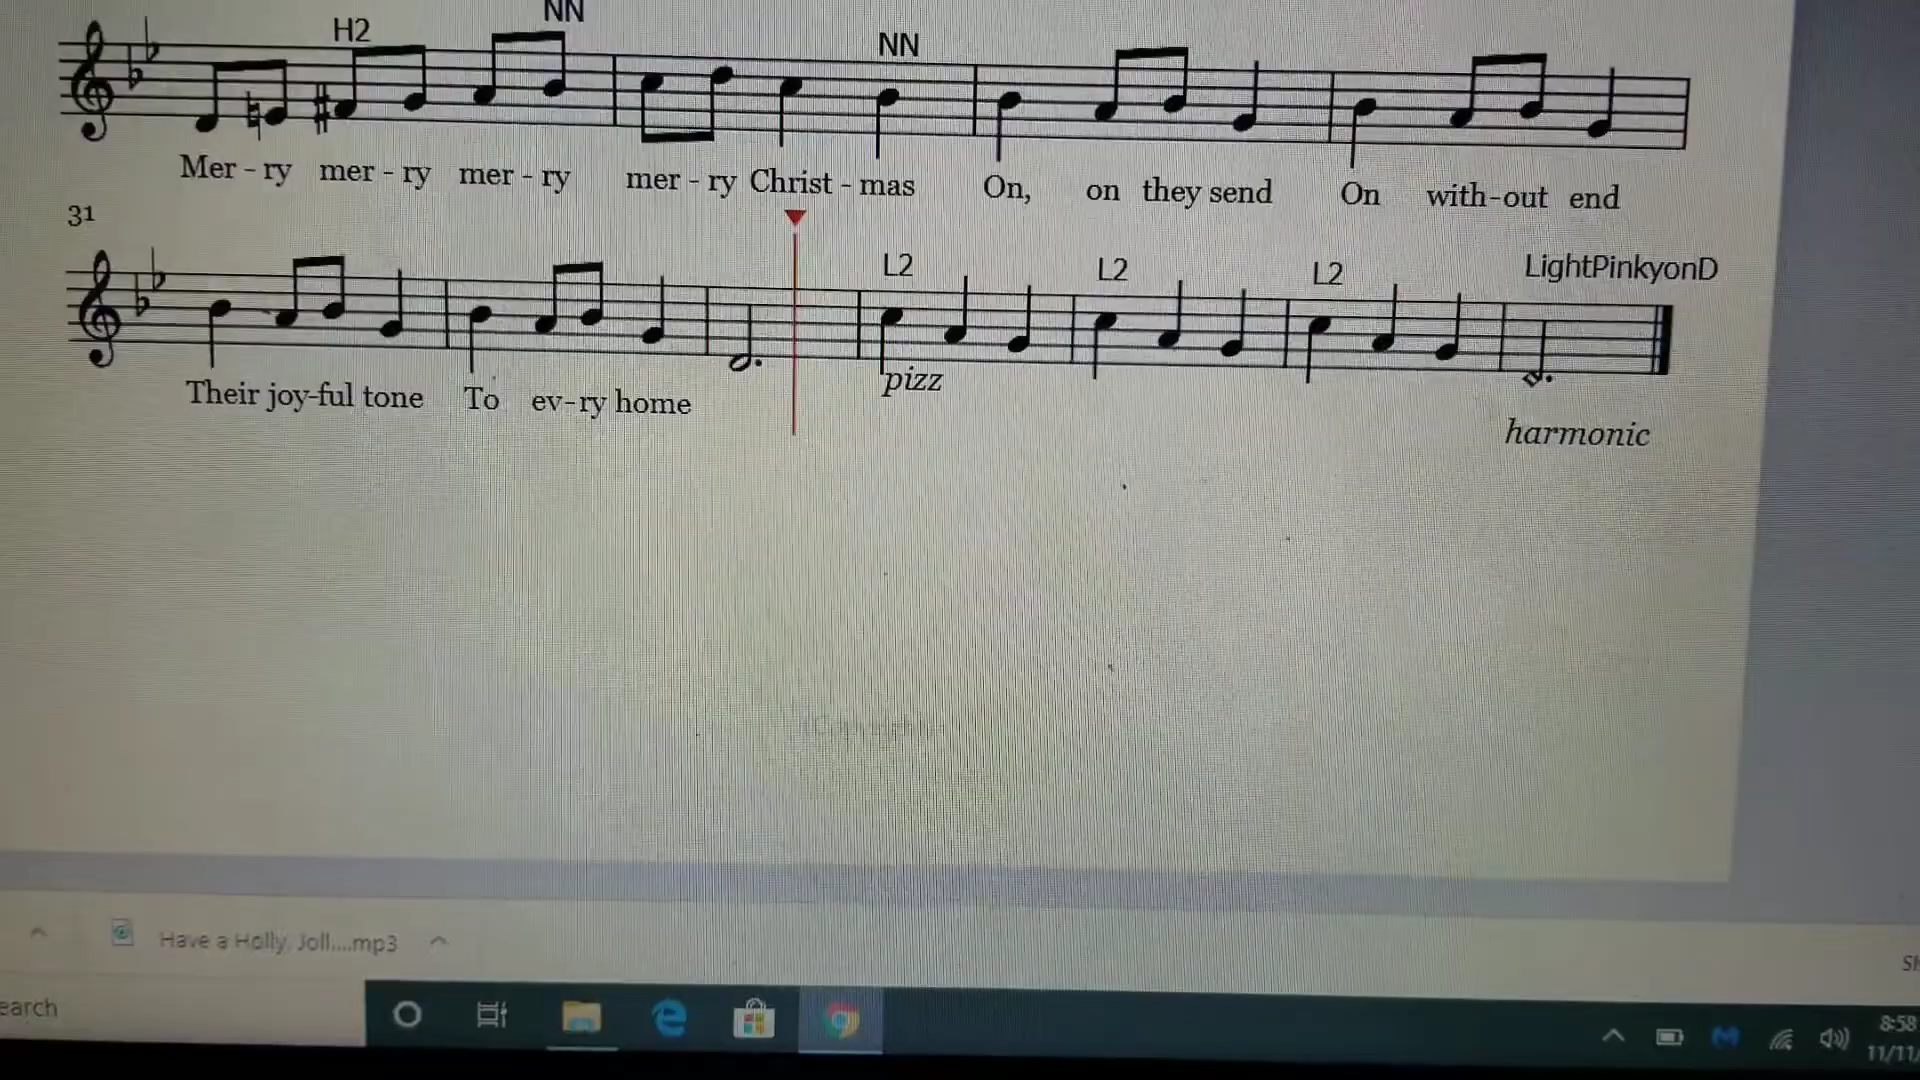 NN
H2
NN
Mer - ry mer - ry mer - ry mer - ry Christ - mas On, on they send On with-out end
31
L2 L2 L2 LightPinkyonD
Their joy-ful tone To ev-ry home pizz
harmonic
Have a Holly, Joll....mp3
earch
8:58
11/11/